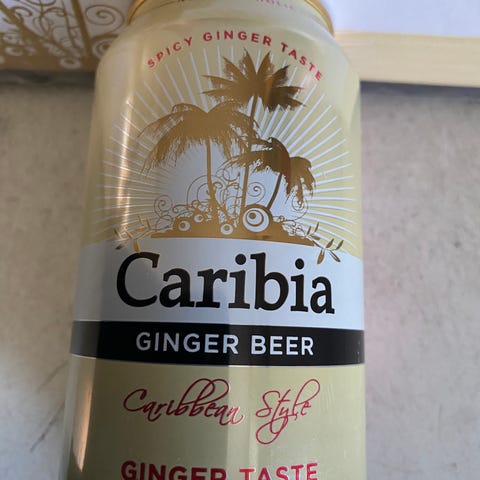 SPICY GINGER TASTE
Caribia
GINGER BEER
Caribbean Style
GINGER TASTE